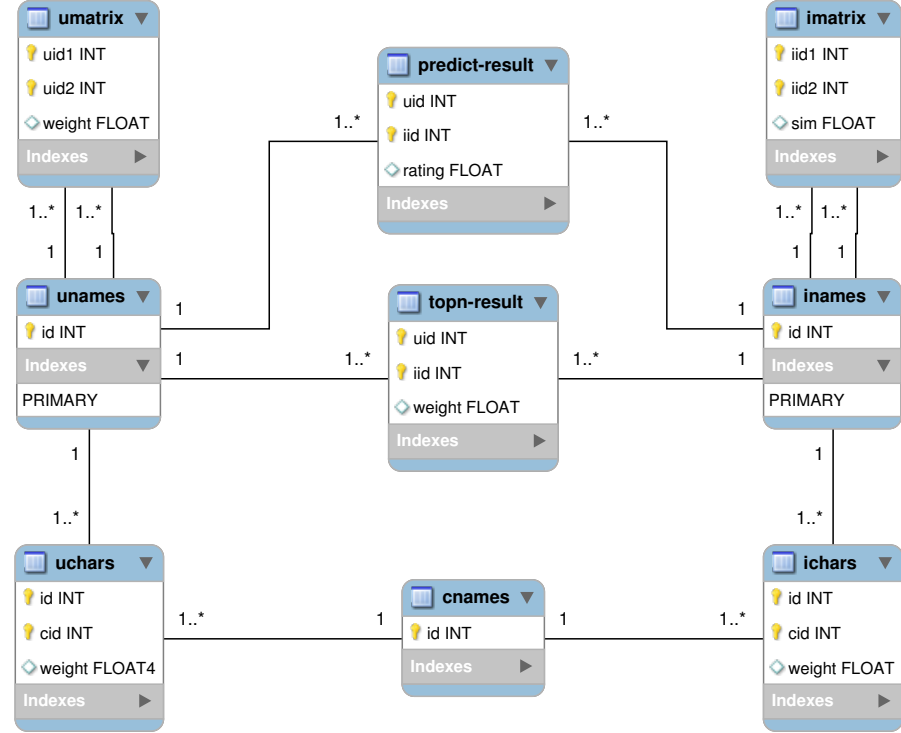 umatrix
uid1 INT
uid2 INT
weight FLOAT
Indexes
predict-result
uid INT
iid INT
rating FLOAT
Indexes
imatrix
iid1 INT
iid2 INT
sim FLOAT
Indexes
1..*
1..*
1..* 1..*
1..* 1..*
1 1
1 1
unames
id INT
Indexes
PRIMARY
1
1
1..*
topn-result
uid INT
iid INT
weight FLOAT
Indexes
1
1..*
1
inames
id INT
Indexes
PRIMARY
1
1..*
1
1..*
uchars
id INT
cid INT
weight FLOAT4
Indexes
1..*
1
cnames
id INT
Indexes
1
1..*
ichars
id INT
cid INT
weight FLOAT
Indexes